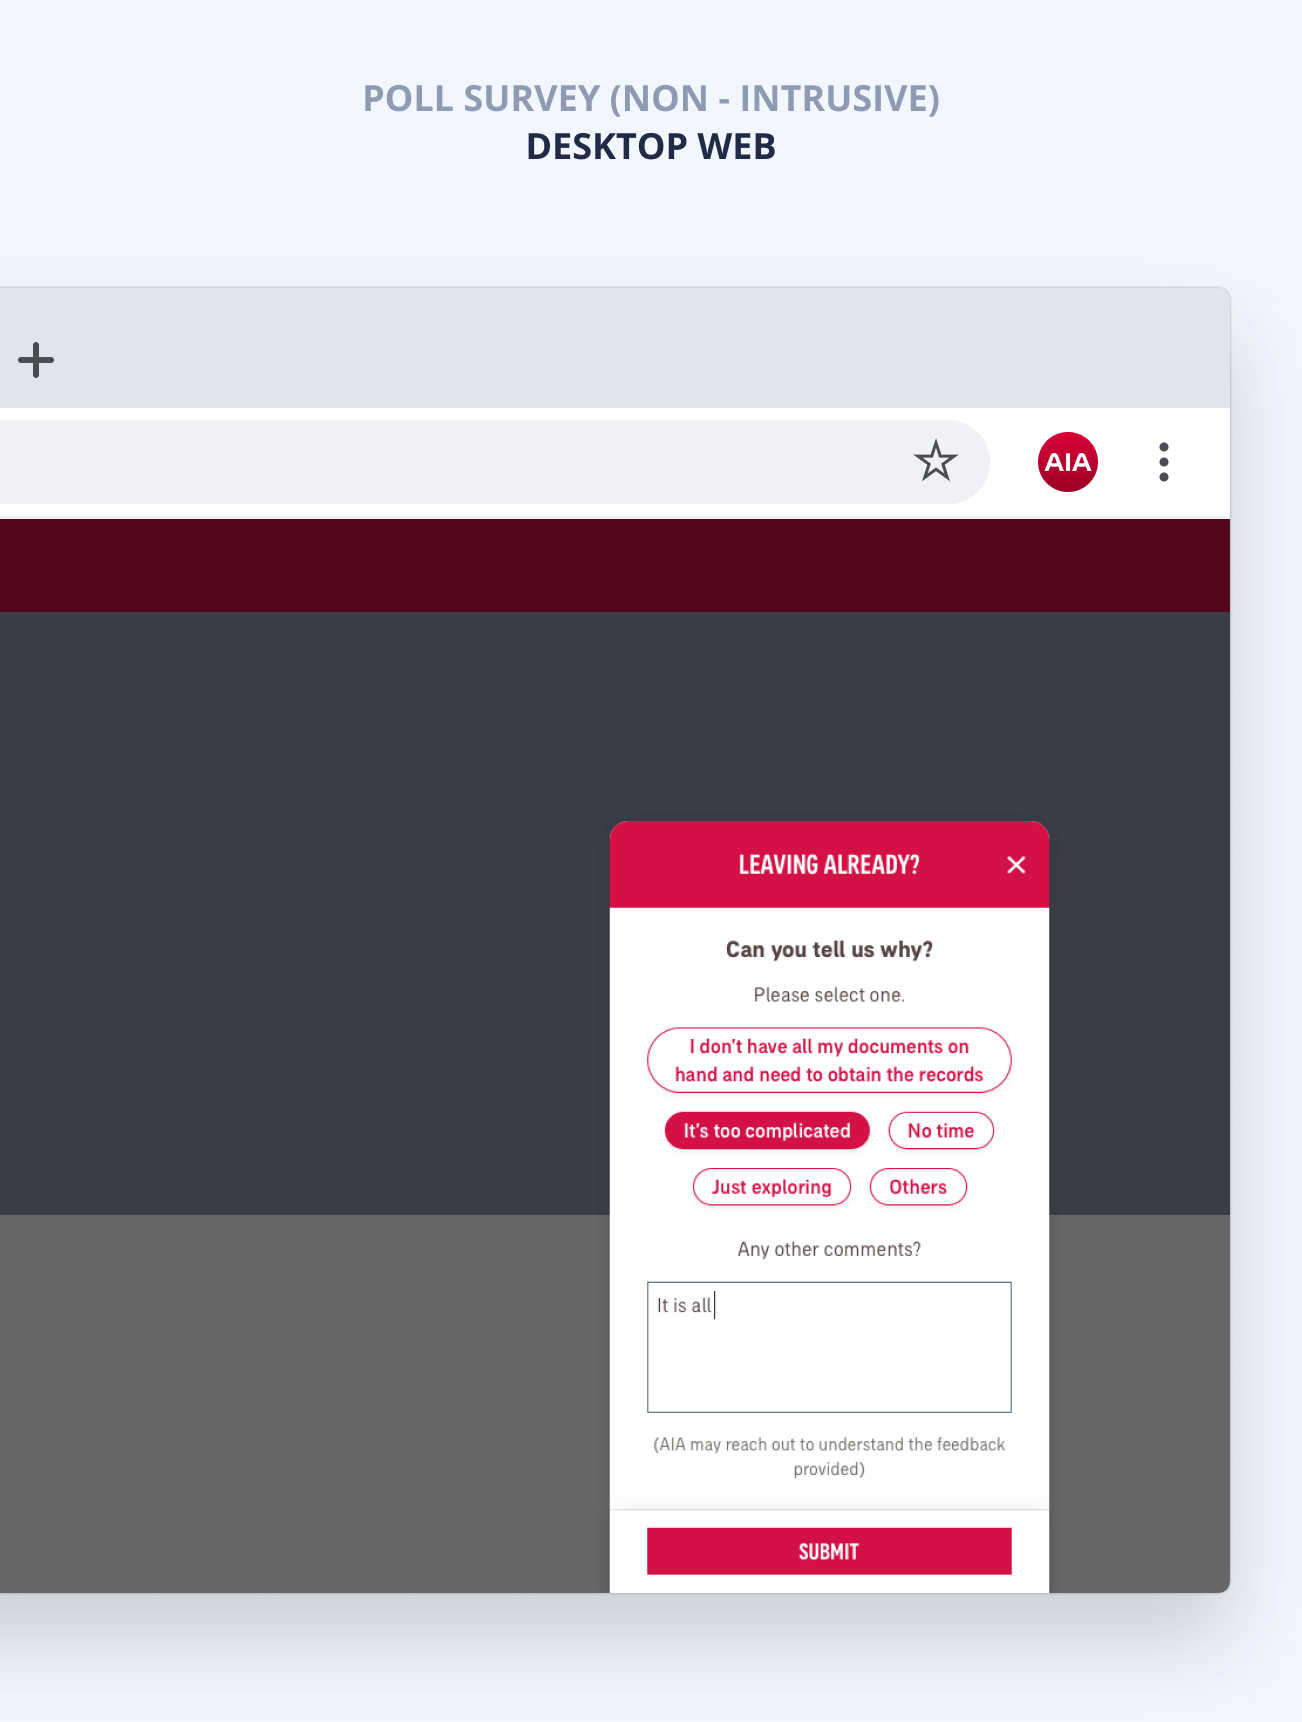 POLL SURVEY (NON - INTRUSIVE)
DESKTOP WEB
AIA
LEAVING ALREADY?
Can you tell us why?
Please select one.
I don't have all my documents on
hand and need to obtain the records
It's too complicated
No time
Just exploring
Others
Any other comments?
It is all
(AIA may reach out to understand the feedback
provided)
SUBMIT